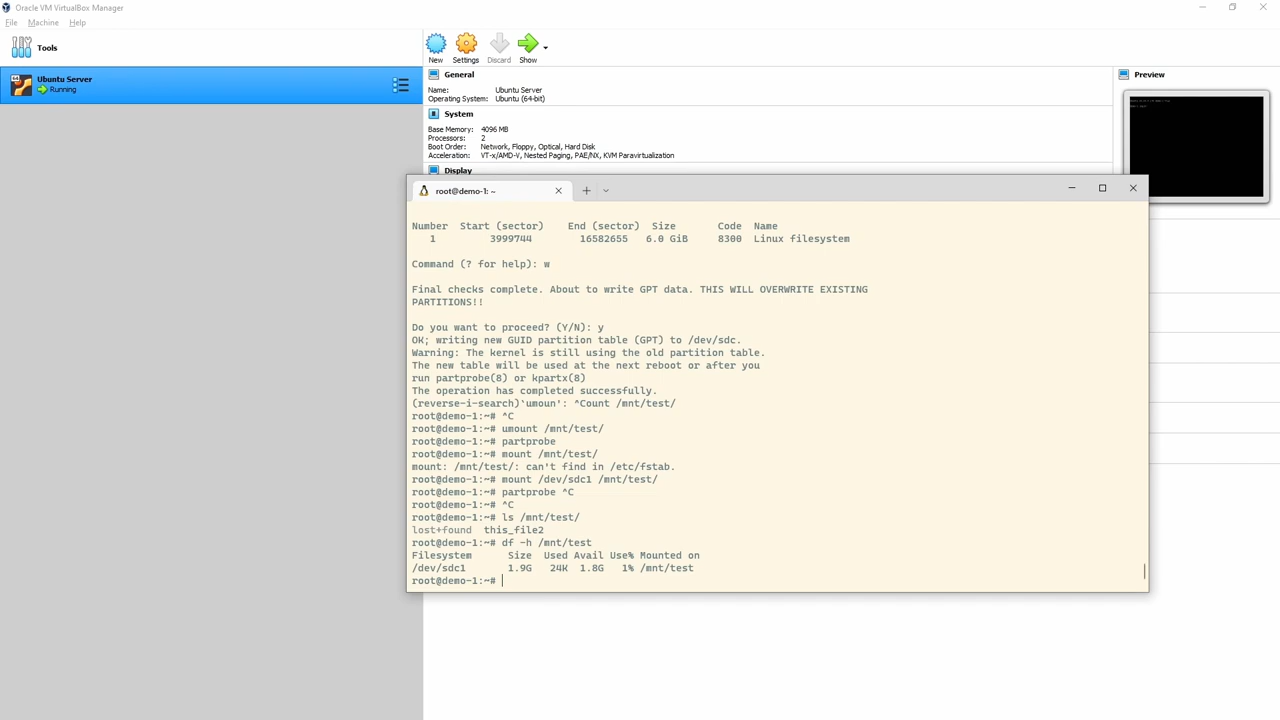 Oracle VM VirtualBox Manager
File Machine Help
Tools
New Settings Discard Show
Ubuntu Server
Running
General
Name: Ubuntu Server
Operating System: Ubuntu (64-bit)
System
Base Memory: 4096 MB
Processors: 2
Boot Order: Network, Floppy, Optical, Hard Disk
Acceleration: VT-x/AMD-V, Nested Paging, PAE/NX, KVM Paravirtualization
Display
Preview
root@demo-1: ~
Number Start (sector) End (sector) Size Code Name
1 3999744 16582655 6.0 GiB 8300 Linux filesystem
Command (? for help): w
Final checks complete. About to write GPT data. THIS WILL OVERWRITE EXISTING
PARTITIONS!!
Do you want to proceed? (Y/N): y
OK; writing new GUID partition table (GPT) to /dev/sdc.
Warning: The kernel is still using the old partition table.
The new table will be used at the next reboot or after you
run partprobe(8) or kpartx(8)
The operation has completed successfully.
(reverse-i-search)`umoun': ^Count /mnt/test/
root@demo-1:~# ^C
root@demo-1:~# umount /mnt/test/
root@demo-1:~# partprobe
root@demo-1:~# mount /mnt/test/
mount: /mnt/test/: can't find in /etc/fstab.
root@demo-1:~# mount /dev/sdc1 /mnt/test/
root@demo-1:~# partprobe ^C
root@demo-1:~# ^C
root@demo-1:~# ls /mnt/test/
lost+found this_file2
root@demo-1:~# df -h /mnt/test
Filesystem Size Used Avail Use% Mounted on
/dev/sdc1 1.9G 24K 1.8G 1% /mnt/test
root@demo-1:~#